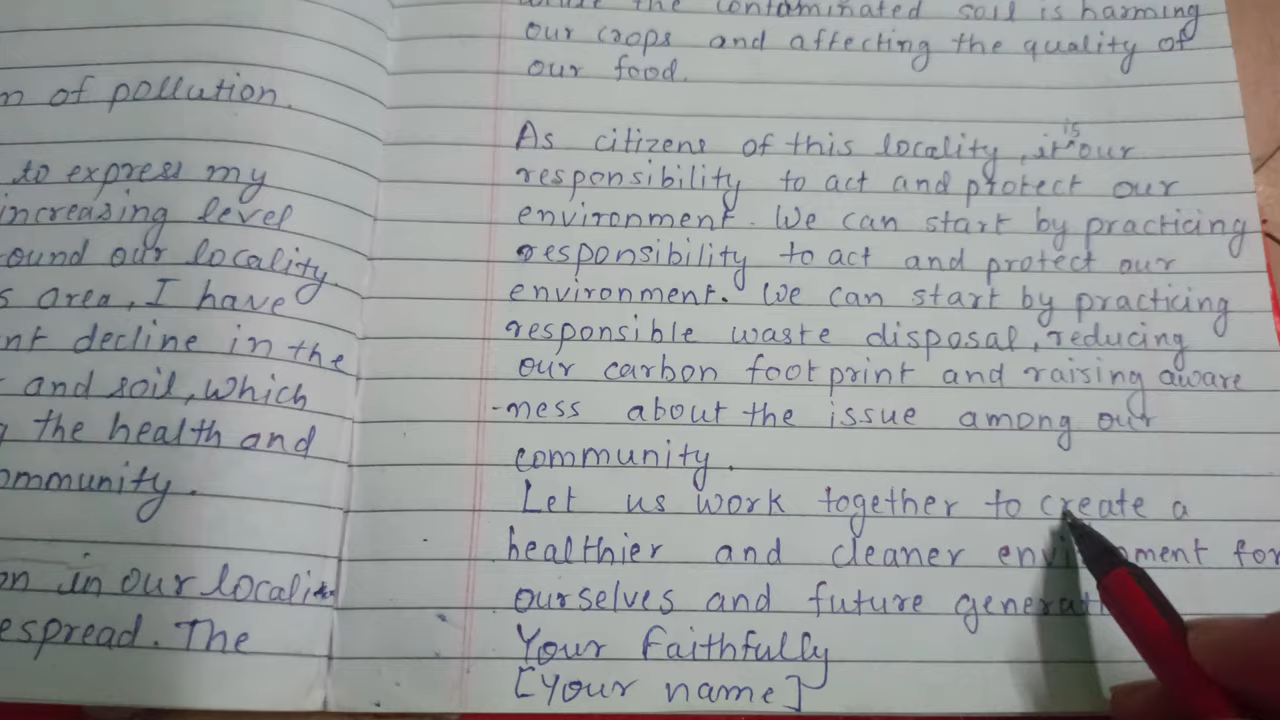 n of pollution.
to express my
increasing level
ound our locality.
s area, I have
nt decline in the
and soil, which
the health and
ommunity.
on in our localit
espread. The
the contaminated soil is harming
our crops and affecting the quality of
our food.
As citizens of this locality, it is our
responsibility to act and protect our
environment. We can start by practicing
responsibility to act and protect our
environment. We can start by practicing
responsible waste disposal, reducing
our carbon footprint and raising aware
-ness about the issue among our
community.
Let us work together to create a
healthier and cleaner environment for
ourselves and future
Your Faithfully
[Your name]